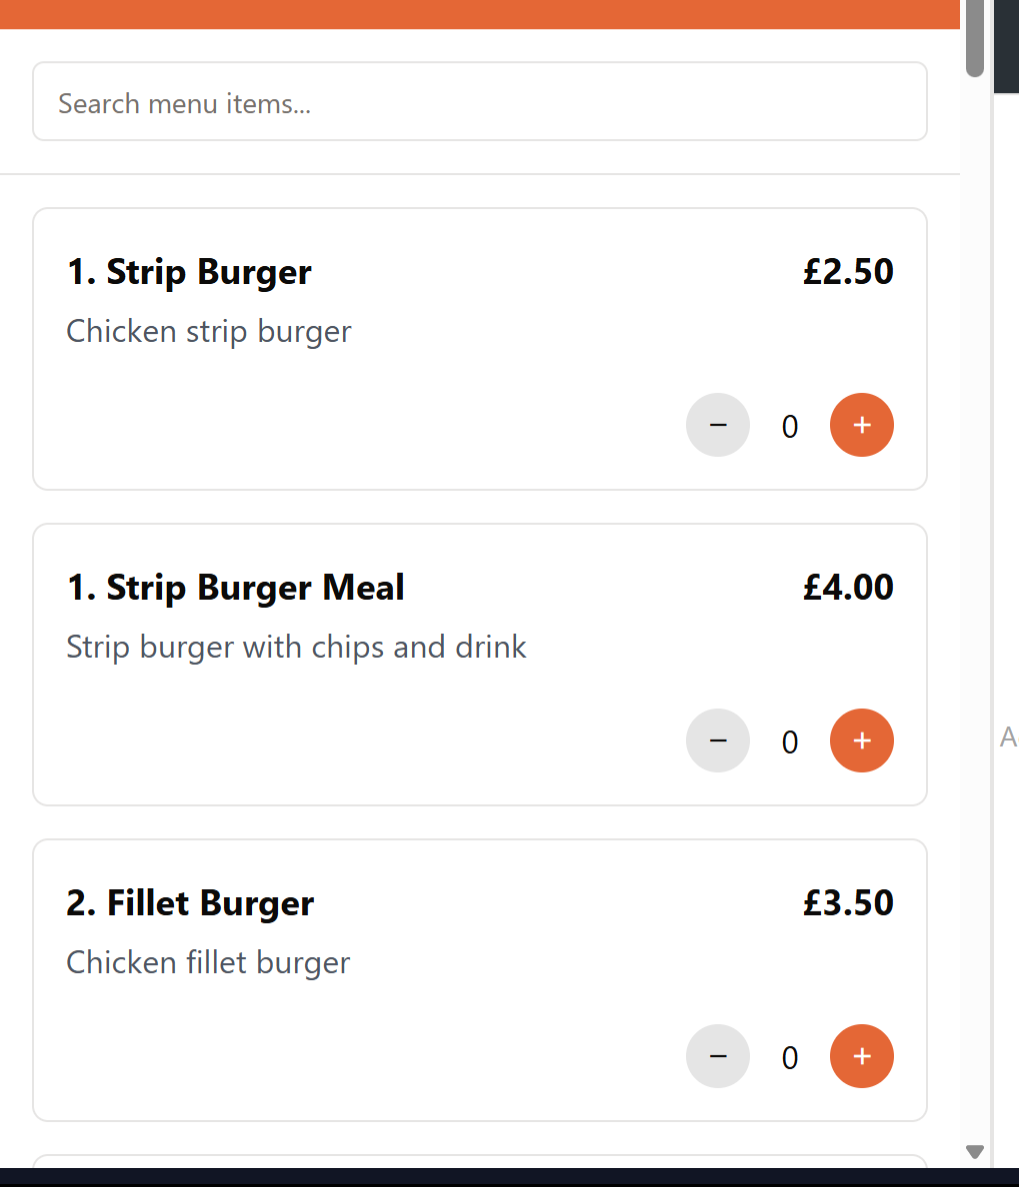 Search menu items...
1. Strip Burger £2.50
Chicken strip burger
− 0 +
1. Strip Burger Meal £4.00
Strip burger with chips and drink
− 0 +
A
2. Fillet Burger £3.50
Chicken fillet burger
− 0 +